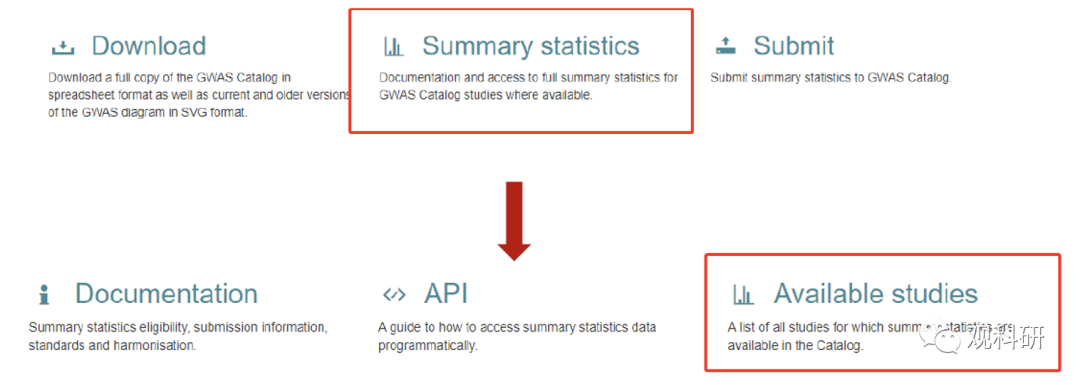 Download
Download a full copy of the GWAS Catalog in
spreadsheet format as well as current and older versions
of the GWAS diagram in SVG format.
Summary statistics
Documentation and access to full summary statistics for
GWAS Catalog studies where available.
Submit
Submit summary statistics to GWAS Catalog.
Documentation
Summary statistics eligibility, submission information,
standards and harmonisation.
API
A guide to how to access summary statistics data
programmatically.
Available studies
A list of all studies for which summary statistics are
available in the Catalog.
观科研